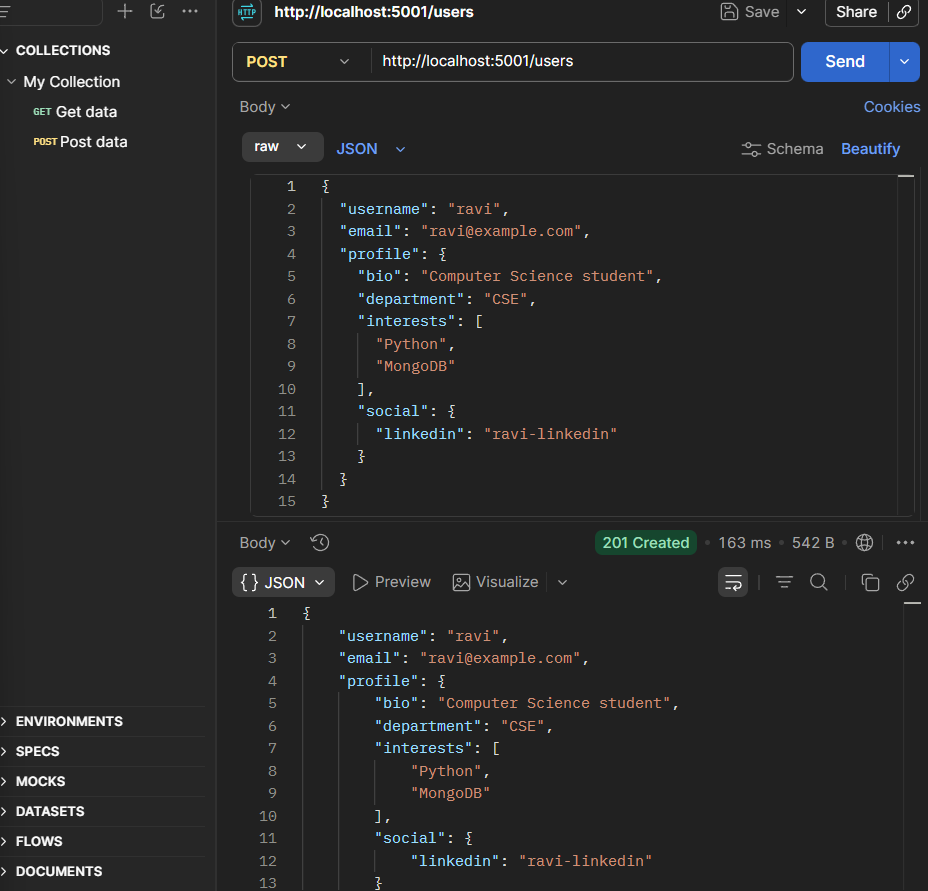 HTTP
http://localhost:5001/users
Save
Share
COLLECTIONS
My Collection
GET Get data
POST Post data
POST
http://localhost:5001/users
Send
Body
Cookies
raw
JSON
Schema
Beautify
1 {
2 "username": "ravi",
3 "email": "ravi@example.com",
4 "profile": {
5 "bio": "Computer Science student",
6 "department": "CSE",
7 "interests": [
8 "Python",
9 "MongoDB"
10 ],
11 "social": {
12 "linkedin": "ravi-linkedin"
13 }
14 }
15 }
Body
201 Created
163 ms
542 B
{} JSON
Preview
Visualize
1 {
2 "username": "ravi",
3 "email": "ravi@example.com",
4 "profile": {
5 "bio": "Computer Science student",
6 "department": "CSE",
7 "interests": [
8 "Python",
9 "MongoDB"
10 ],
11 "social": {
12 "linkedin": "ravi-linkedin"
13 }
ENVIRONMENTS
SPECS
MOCKS
DATASETS
FLOWS
DOCUMENTS